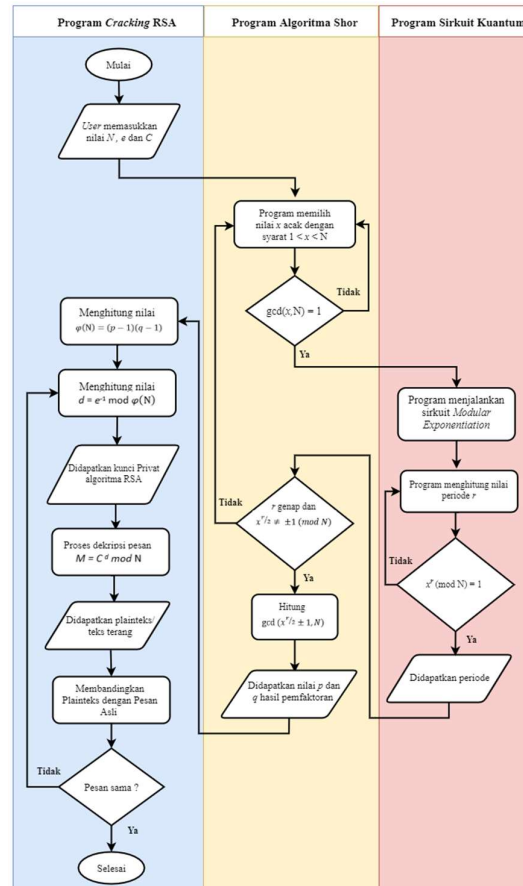 Program Cracking RSA
Program Algoritma Shor
Program Sirkuit Kuantum
Mulai
User memasukkan
nilai N, e dan C
Program memilih
nilai x acak dengan
syarat 1 < x < N
Tidak
gcd(x,N) = 1
Ya
Menghitung nilai
φ(N) = (p − 1)(q − 1)
Menghitung nilai
d = e⁻¹ mod φ(N)
Didapatkan kunci Privat
algoritma RSA
Proses dekripsi pesan
M = C ᵈ mod N
Didapatkan plainteks/
teks terang
Membandingkan
Plainteks dengan Pesan
Asli
Tidak
Pesan sama ?
Ya
Selesai
Tidak
r genap dan
x^r/2 ≠ ±1 (mod N)
Ya
Hitung
gcd (x^r/2 ± 1, N)
Didapatkan nilai p dan
q hasil pemfaktoran
Program menjalankan
sirkuit Modular
Exponentiation
Program menghitung nilai
periode r
Tidak
x^r (mod N) = 1
Ya
Didapatkan periode